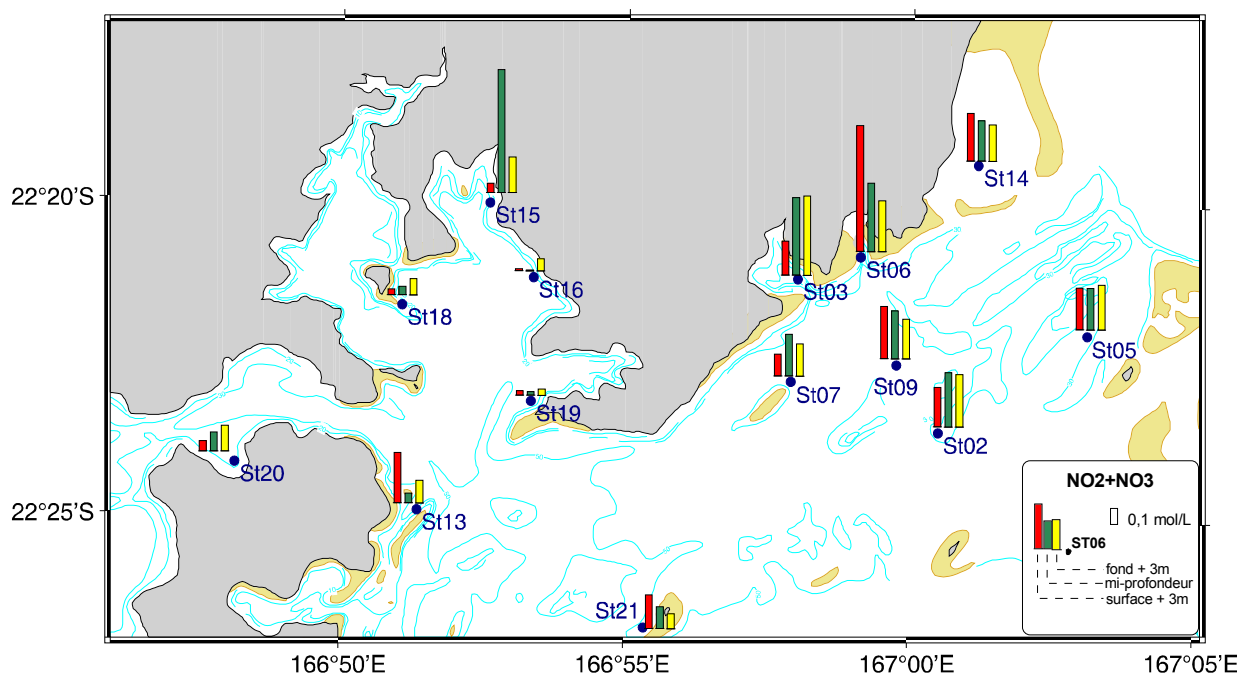 St14
22°20'S
St15
St06
St16
St03
St18
St05
St07
St09
St19
St02
St20
NO2+NO3
0,1 mol/L
22°25'S
St13
ST06
fond + 3m
mi-profondeur
surface + 3m
St21
166°50'E
166°55'E
167°00'E
167°05'E